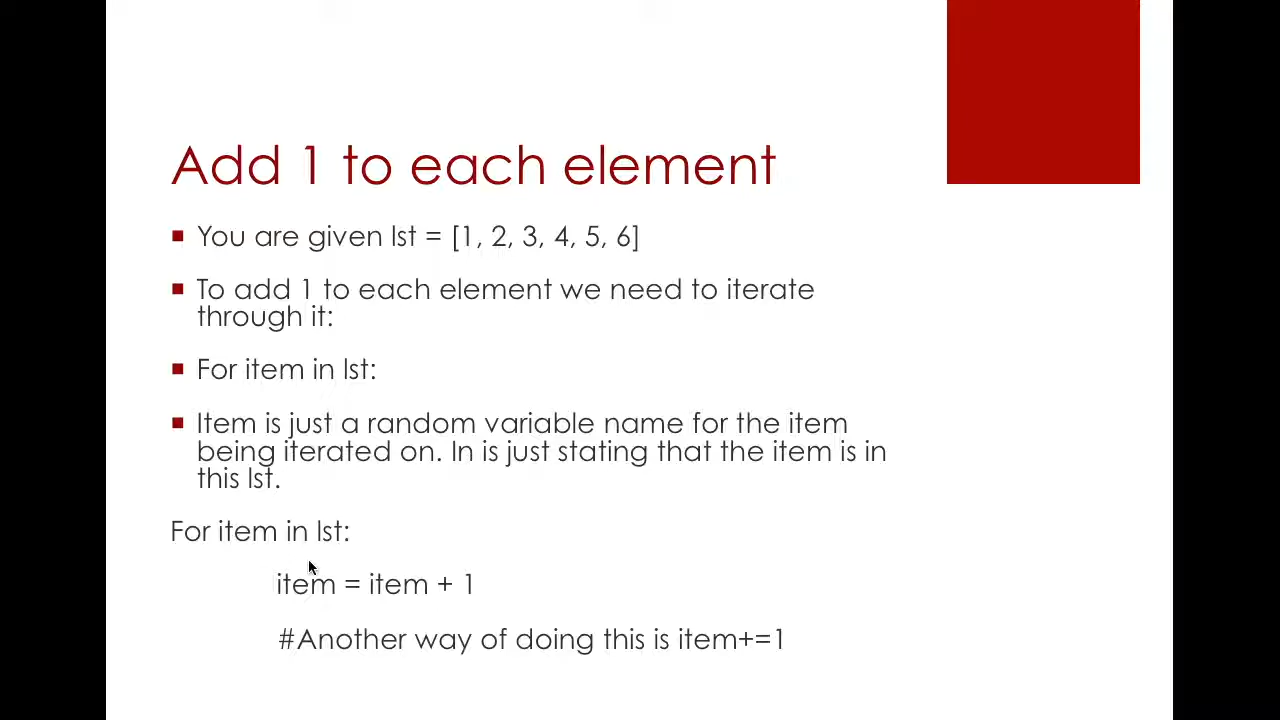 Add 1 to each element
You are given lst = [1, 2, 3, 4, 5, 6]
To add 1 to each element we need to iterate
through it:
For item in lst:
Item is just a random variable name for the item
being iterated on. In is just stating that the item is in
this lst.
For item in lst:
item = item + 1
#Another way of doing this is item+=1